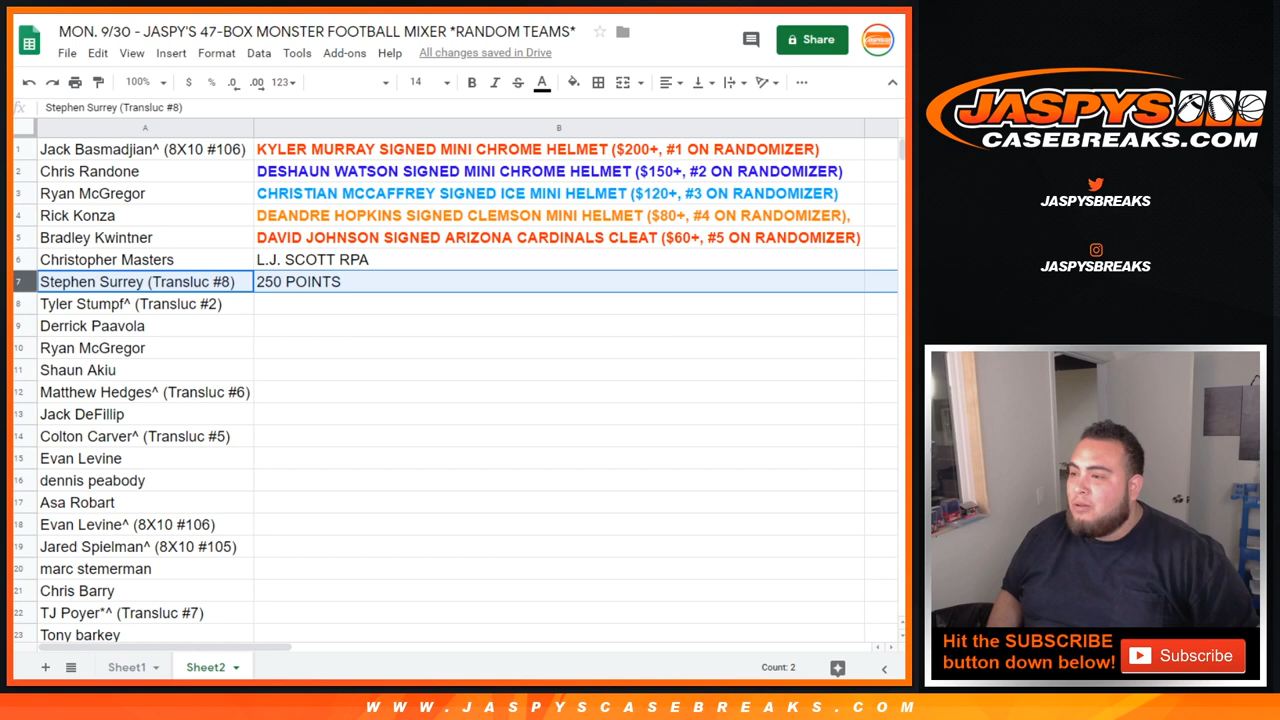 MON. 9/30 - JASPY'S 47-BOX MONSTER FOOTBALL MIXER *RANDOM TEAMS*
File Edit View Insert Format Data Tools Add-ons Help All changes saved in Drive
Share
100% $ % .0 .00 123 14 B I S A
fx Stephen Surrey (Transluc #8)
A B
1 Jack Basmadjian^ (8X10 #106) KYLER MURRAY SIGNED MINI CHROME HELMET ($200+, #1 ON RANDOMIZER)
2 Chris Randone DESHAUN WATSON SIGNED MINI CHROME HELMET ($150+, #2 ON RANDOMIZER)
3 Ryan McGregor CHRISTIAN MCCAFFREY SIGNED ICE MINI HELMET ($120+, #3 ON RANDOMIZER)
4 Rick Konza DEANDRE HOPKINS SIGNED CLEMSON MINI HELMET ($80+, #4 ON RANDOMIZER),
5 Bradley Kwintner DAVID JOHNSON SIGNED ARIZONA CARDINALS CLEAT ($60+, #5 ON RANDOMIZER)
6 Christopher Masters L.J. SCOTT RPA
7 Stephen Surrey (Transluc #8) 250 POINTS
8 Tyler Stumpf^ (Transluc #2)
9 Derrick Paavola
10 Ryan McGregor
11 Shaun Akiu
12 Matthew Hedges^ (Transluc #6)
13 Jack DeFillip
14 Colton Carver^ (Transluc #5)
15 Evan Levine
16 dennis peabody
17 Asa Robart
18 Evan Levine^ (8X10 #106)
19 Jared Spielman^ (8X10 #105)
20 marc stemerman
21 Chris Barry
22 TJ Poyer*^ (Transluc #7)
23 Tony barkey
Sheet1 Sheet2 Count: 2
JASPYS
CASEBREAKS.COM
JASPYSBREAKS
JASPYSBREAKS
Hit the SUBSCRIBE
button down below!
Subscribe
WWW.JASPYSCASEBREAKS.COM